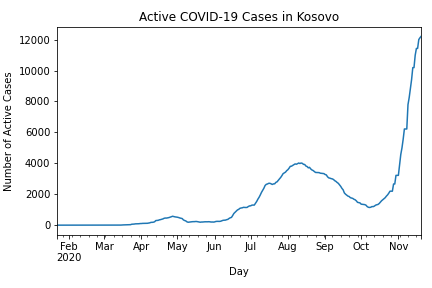 Active COVID-19 Cases in Kosovo
Number of Active Cases
12000
10000
8000
6000
4000
2000
0
Feb Mar Apr May Jun Jul Aug Sep Oct Nov
2020
Day